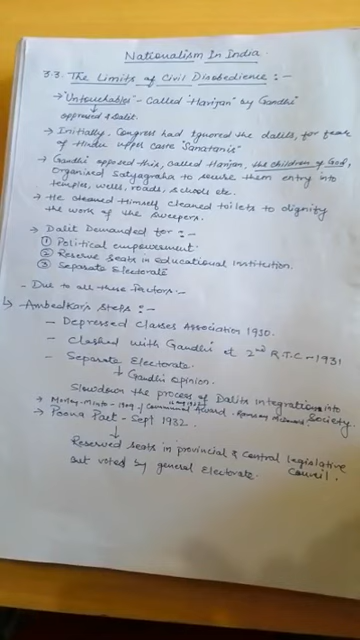 Nationalism In India.
3.3. The Limits of Civil Disobedience :-
→ "Untouchables" - Called "Harijan" by Gandhi
oppressed & Dalit.
→ Initially, Congress had Ignored the dalits, for fear
of Hindu upper caste "Sanatanis"
→ Gandhi opposed this, called Harijan, the children of God,
Organised Satyagraha to secure them entry into
temples, wells, roads, schools etc.
→ He cleaned Himself cleaned toilets to dignify
the work of the sweepers.
→ Dalit Demanded for :-
① Political empowerment.
② Reserve Seats in educational institution.
③ Separate Electorate
- Due to all these factors :-
↳ Ambedkar's Steps :-
- Depressed Classes Association 1930.
- Clashed with Gandhi at 2nd R.T.C - 1931
- Separate Electorate.
↳ Gandhi opinion.
Slowdown the process of Dalits Integration into
Society.
→ Morley-Minto - 1909 / Communal Award - Ramsay
→ Poona Pact - Sept 1932.
↓
Reserved Seats in provincial & central legislative
council.
but voted by general Electorate.